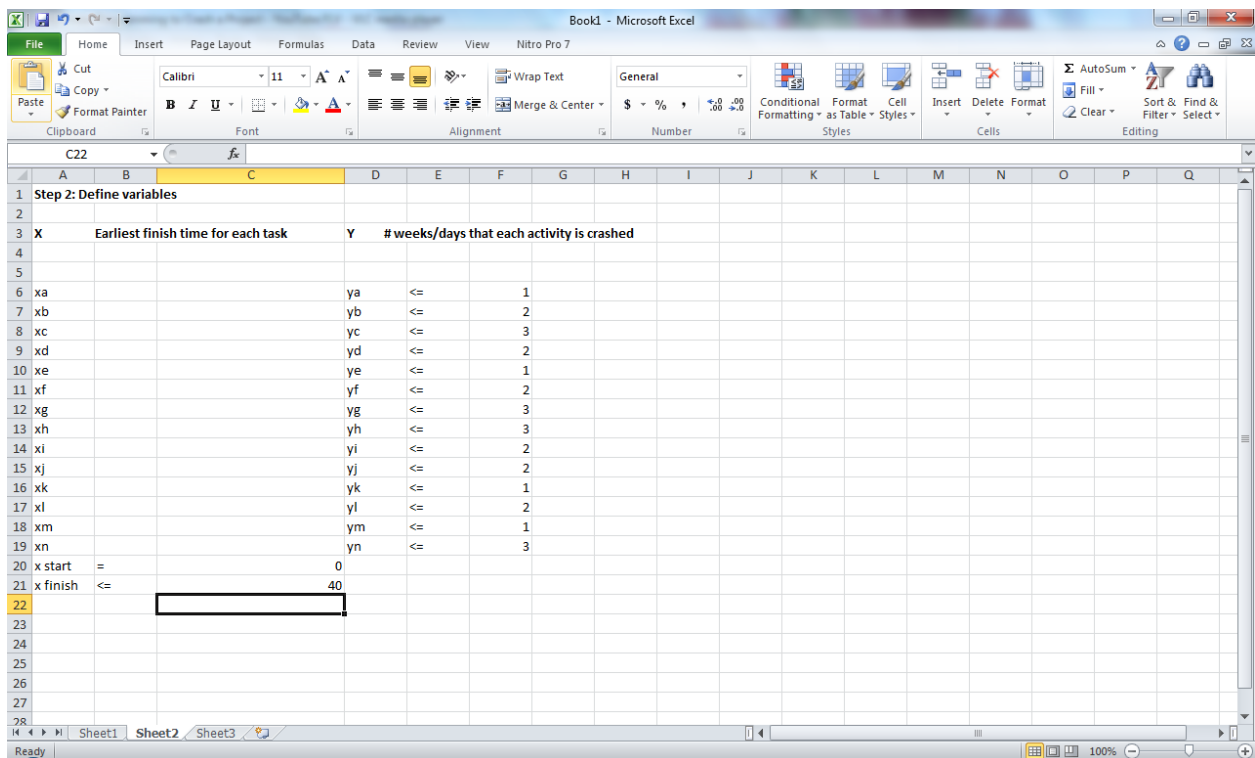 Book1 - Microsoft Excel
File Home Insert Page Layout Formulas Data Review View Nitro Pro 7
Paste
Cut
Copy
Format Painter
Clipboard
Calibri 11
B I U
Font
Wrap Text
Merge & Center
Alignment
General
$ % ,
Number
Conditional Formatting
Format as Table
Cell Styles
Styles
Insert Delete Format
Cells
Σ AutoSum
Fill
Clear
Sort & Filter
Find & Select
Editing
C22 fx
A B C D E F G H I J K L M N O P Q
1 Step 2: Define variables
2
3 X Earliest finish time for each task Y # weeks/days that each activity is crashed
4
5
6 xa ya <= 1
7 xb yb <= 2
8 xc yc <= 3
9 xd yd <= 2
10 xe ye <= 1
11 xf yf <= 2
12 xg yg <= 3
13 xh yh <= 3
14 xi yi <= 2
15 xj yj <= 2
16 xk yk <= 1
17 xl yl <= 2
18 xm ym <= 1
19 xn yn <= 3
20 x start = 0
21 x finish <= 40
22
23
24
25
26
27
28
Sheet1 Sheet2 Sheet3
Ready 100%